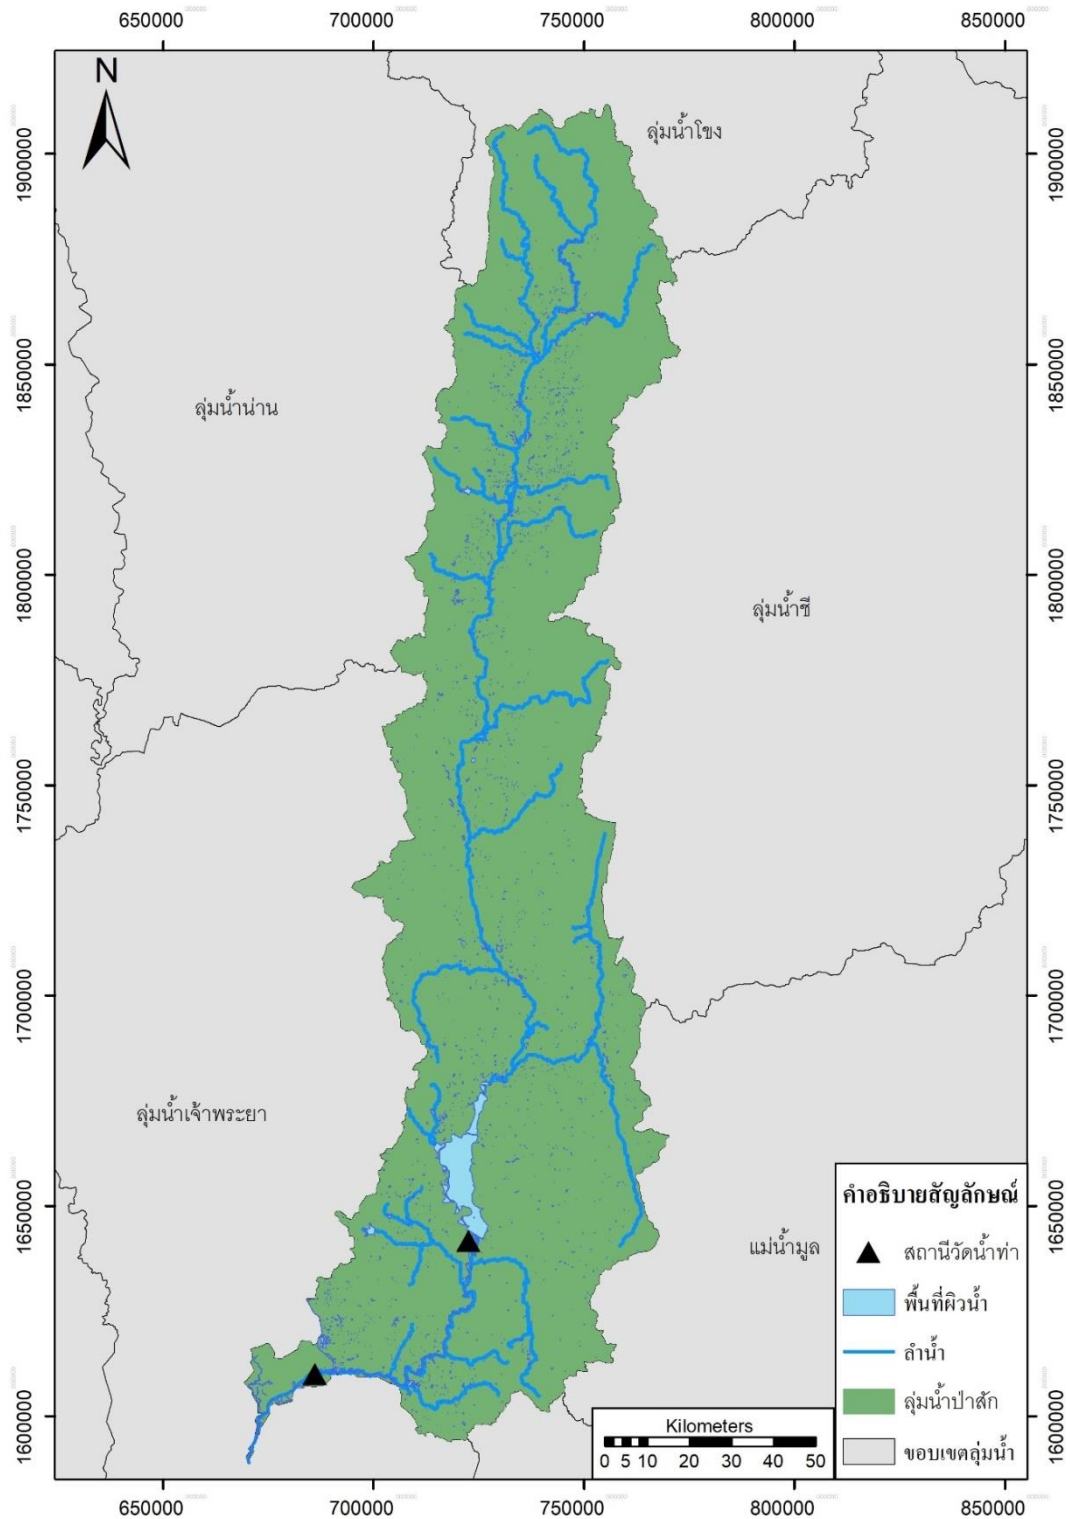 650000 700000 750000 800000 850000
N
ลุ่มน้ำโขง
1900000 1900000
1850000 1850000
ลุ่มน้ำน่าน
1800000 1800000
ลุ่มน้ำชี
1750000 1750000
1700000 1700000
ลุ่มน้ำเจ้าพระยา
1650000 1650000
แม่น้ำมูล
1600000 1600000
คำอธิบายสัญลักษณ์
สถานีวัดน้ำท่า
พื้นที่ผิวน้ำ
ลำน้ำ
ลุ่มน้ำป่าสัก
ขอบเขตลุ่มน้ำ
Kilometers
0 5 10 20 30 40 50
650000 700000 750000 800000 850000